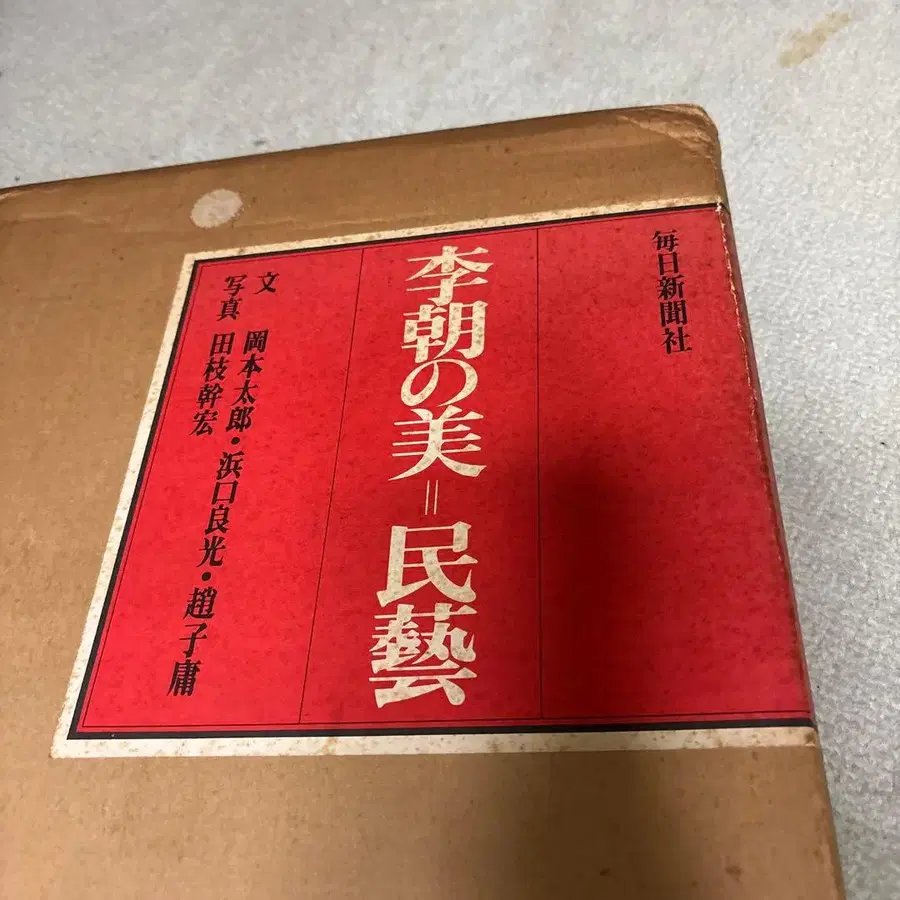 毎日新聞社
李朝の美=民藝
文 岡本太郎・浜口良光・趙子庸
写真 田枝幹宏